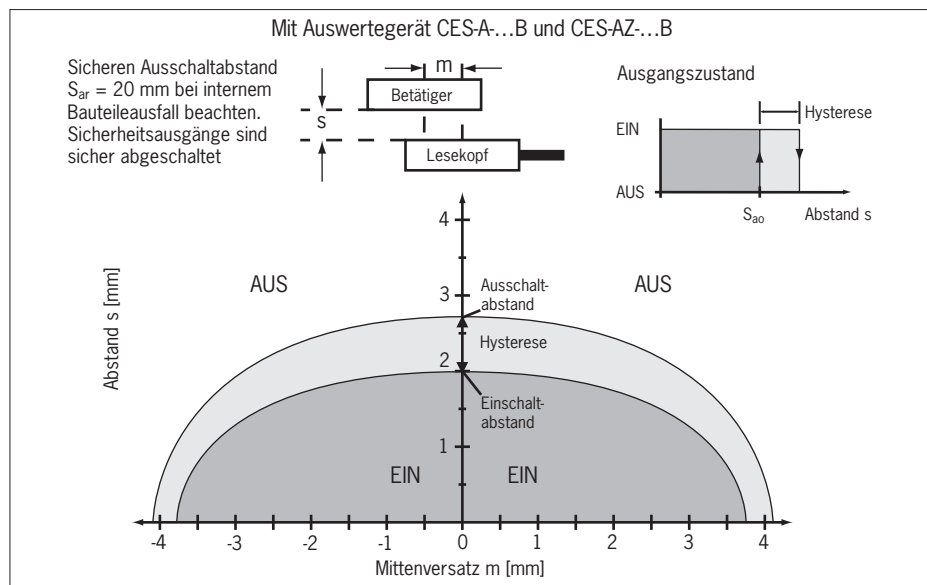 Mit Auswertegerät CES-A-...B und CES-AZ-...B
Sicheren Ausschaltabstand
Sar = 20 mm bei internem
Bauteileausfall beachten.
Sicherheitsausgänge sind
sicher abgeschaltet
m
Betätiger
s
Lesekopf
Ausgangszustand
Hysterese
EIN
AUS
Sao
Abstand s
Abstand s [mm]
4
3
2
1
AUS
AUS
Ausschalt-
abstand
Hysterese
Einschalt-
abstand
EIN
EIN
-4 -3 -2 -1 0 1 2 3 4
Mittenversatz m [mm]